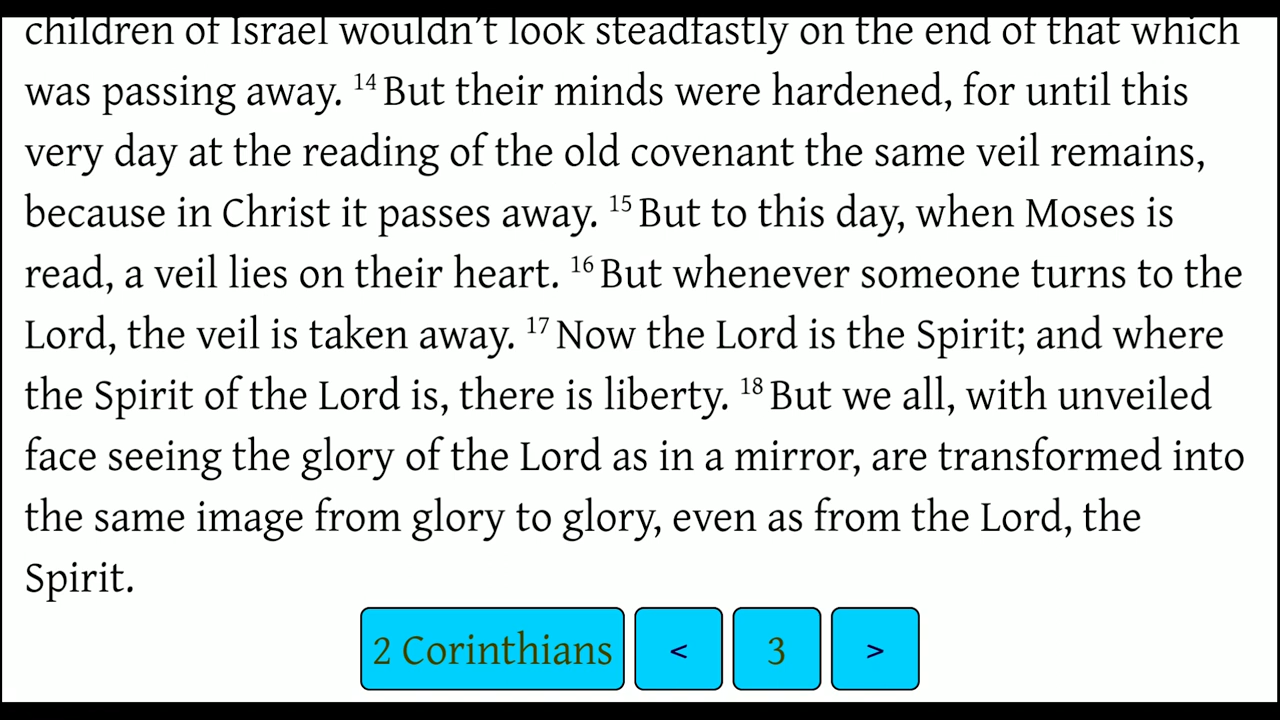 children of Israel wouldn’t look steadfastly on the end of that which
was passing away. 14 But their minds were hardened, for until this
very day at the reading of the old covenant the same veil remains,
because in Christ it passes away. 15 But to this day, when Moses is
read, a veil lies on their heart. 16 But whenever someone turns to the
Lord, the veil is taken away. 17 Now the Lord is the Spirit; and where
the Spirit of the Lord is, there is liberty. 18 But we all, with unveiled
face seeing the glory of the Lord as in a mirror, are transformed into
the same image from glory to glory, even as from the Lord, the
Spirit.
2 Corinthians < 3 >